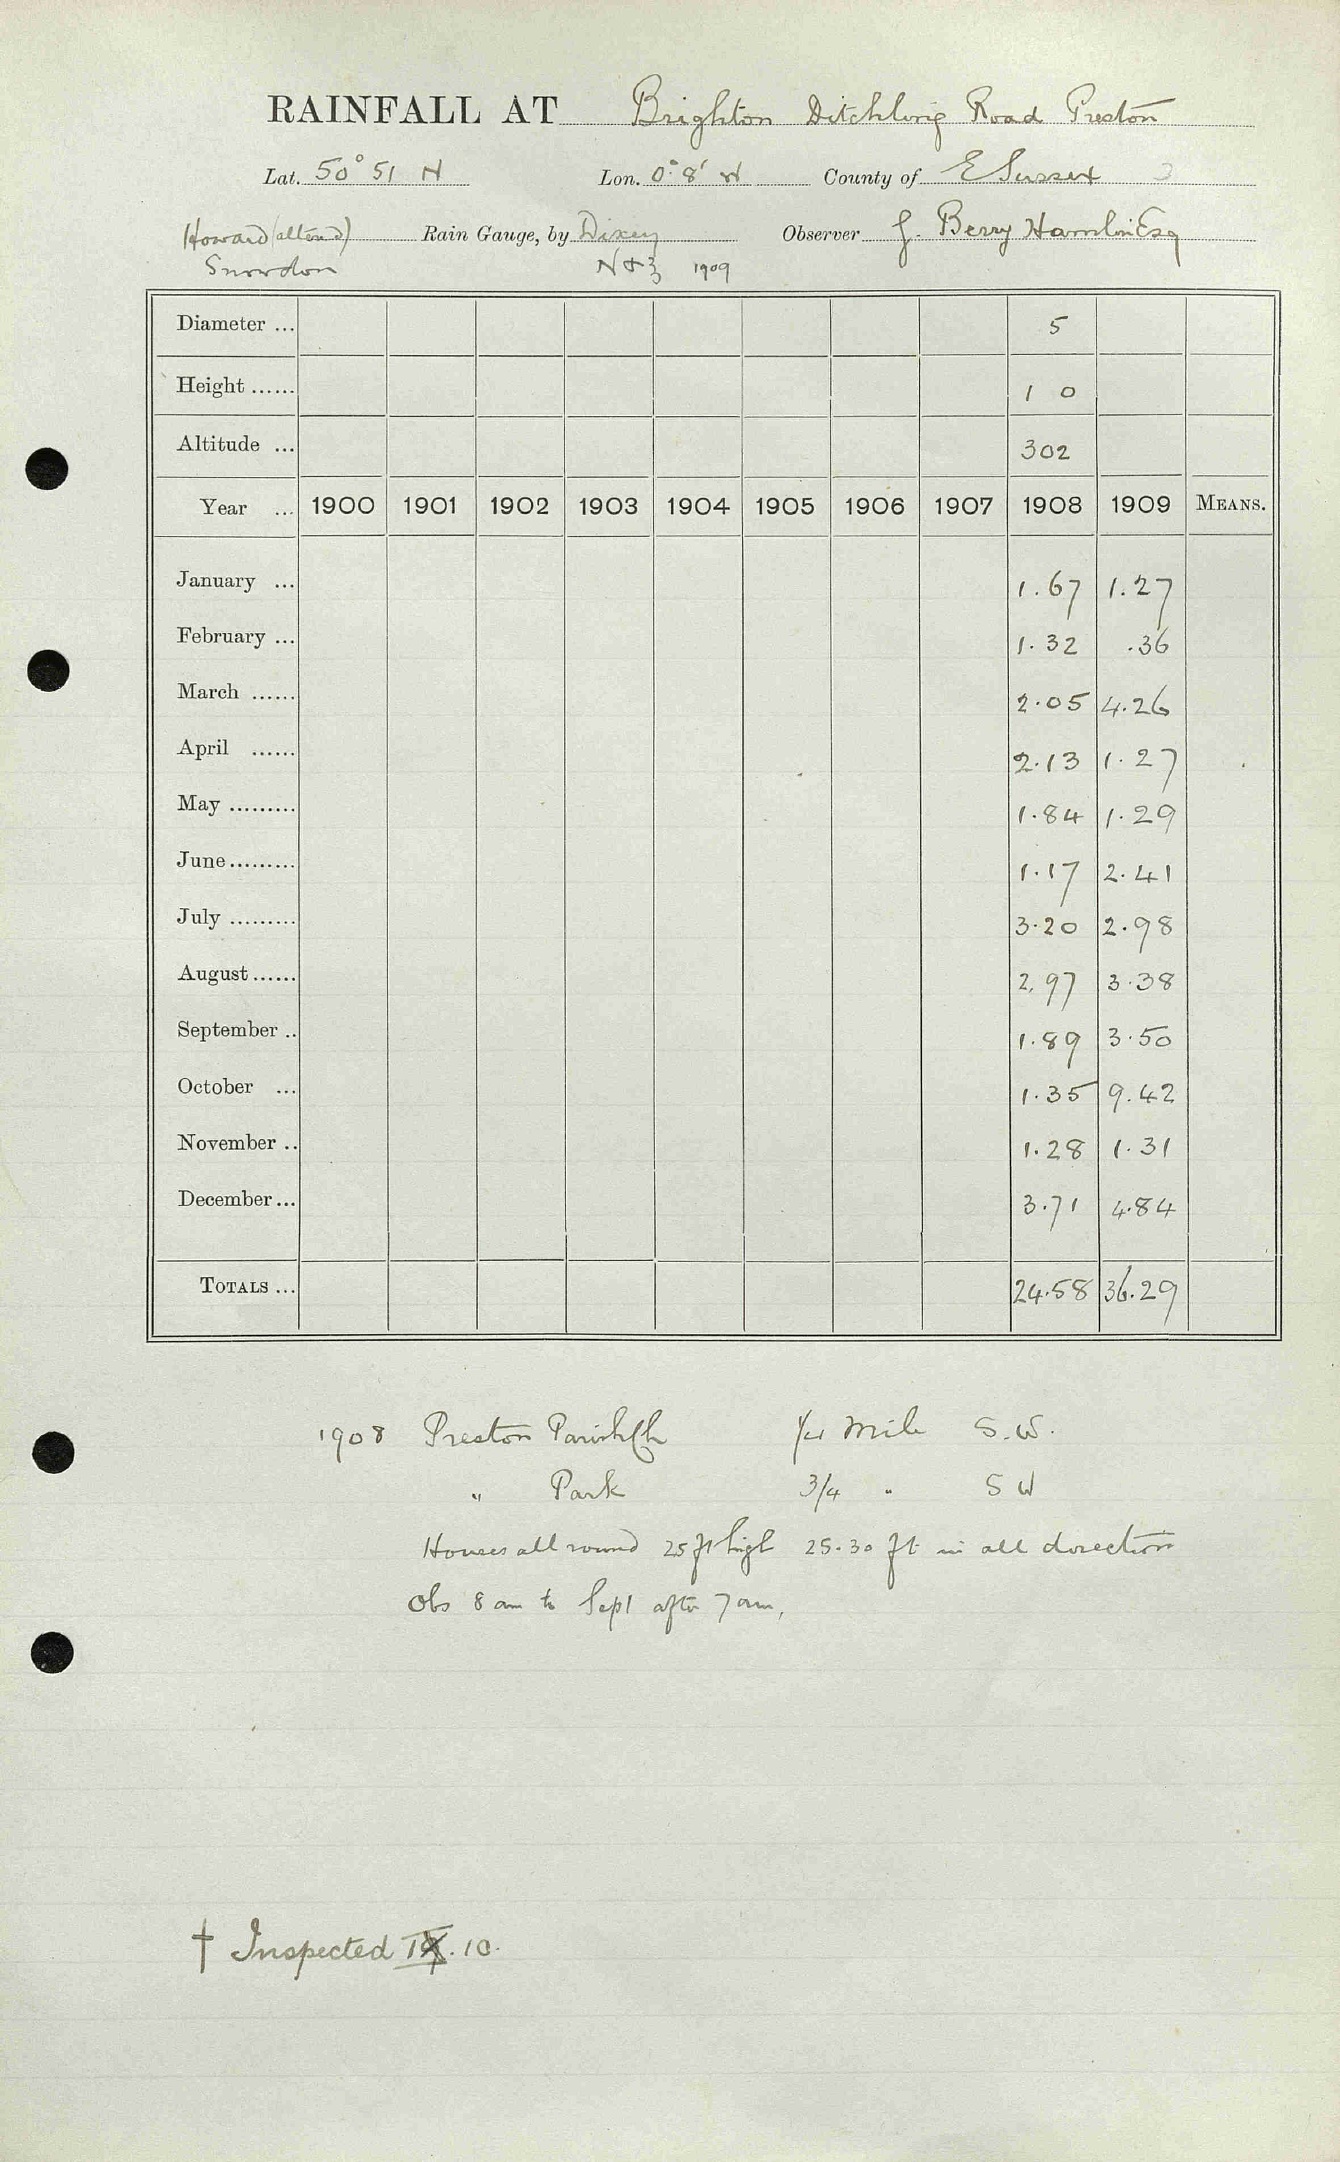 RAINFALL AT Brighton Ditchling Road Preston
Lat. 50° 51 N Lon. 0° 8' W County of E Sussex 3
Howard (altered) Rain Gauge, by Dixey Observer J. Berry Hamlin Esq
Snowdon N & Z 1909
Diameter ... 5
Height ...... 1 0
Altitude ... 302
Year ... 1900 1901 1902 1903 1904 1905 1906 1907 1908 1909 MEANS.
January ... 1.67 1.27
February ... 1.32 .36
March ...... 2.05 4.26
April ...... 2.13 1.27
May ......... 1.84 1.29
June ......... 1.17 2.41
July ......... 3.20 2.98
August ...... 2.97 3.38
September .. 1.89 3.50
October ... 1.35 9.42
November .. 1.28 1.31
December ... 3.71 4.84
TOTALS ... 24.58 36.29
1908 Preston Parish Ch 1/4 Mile S.W.
" Park 3/4 " S W
Houses all round 25 ft high 25.30 ft in all direction
Obs 8 am to Sept after 7 am,
† Inspected .10.